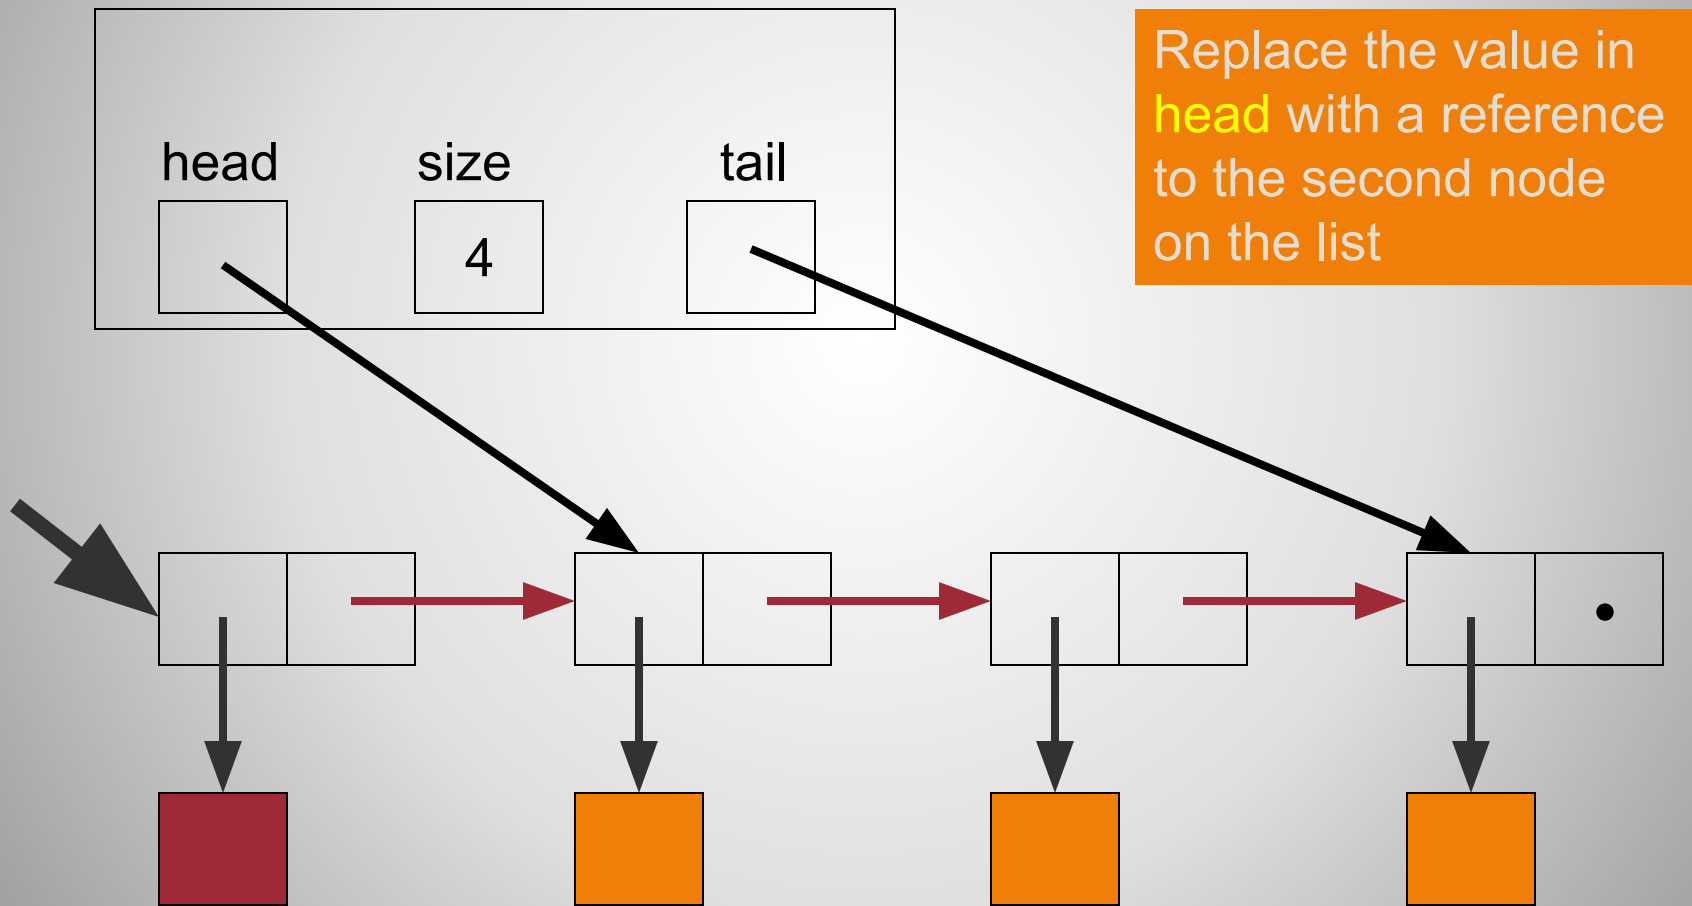 Replace the value in
head with a reference
to the second node
on the list
head size tail
4